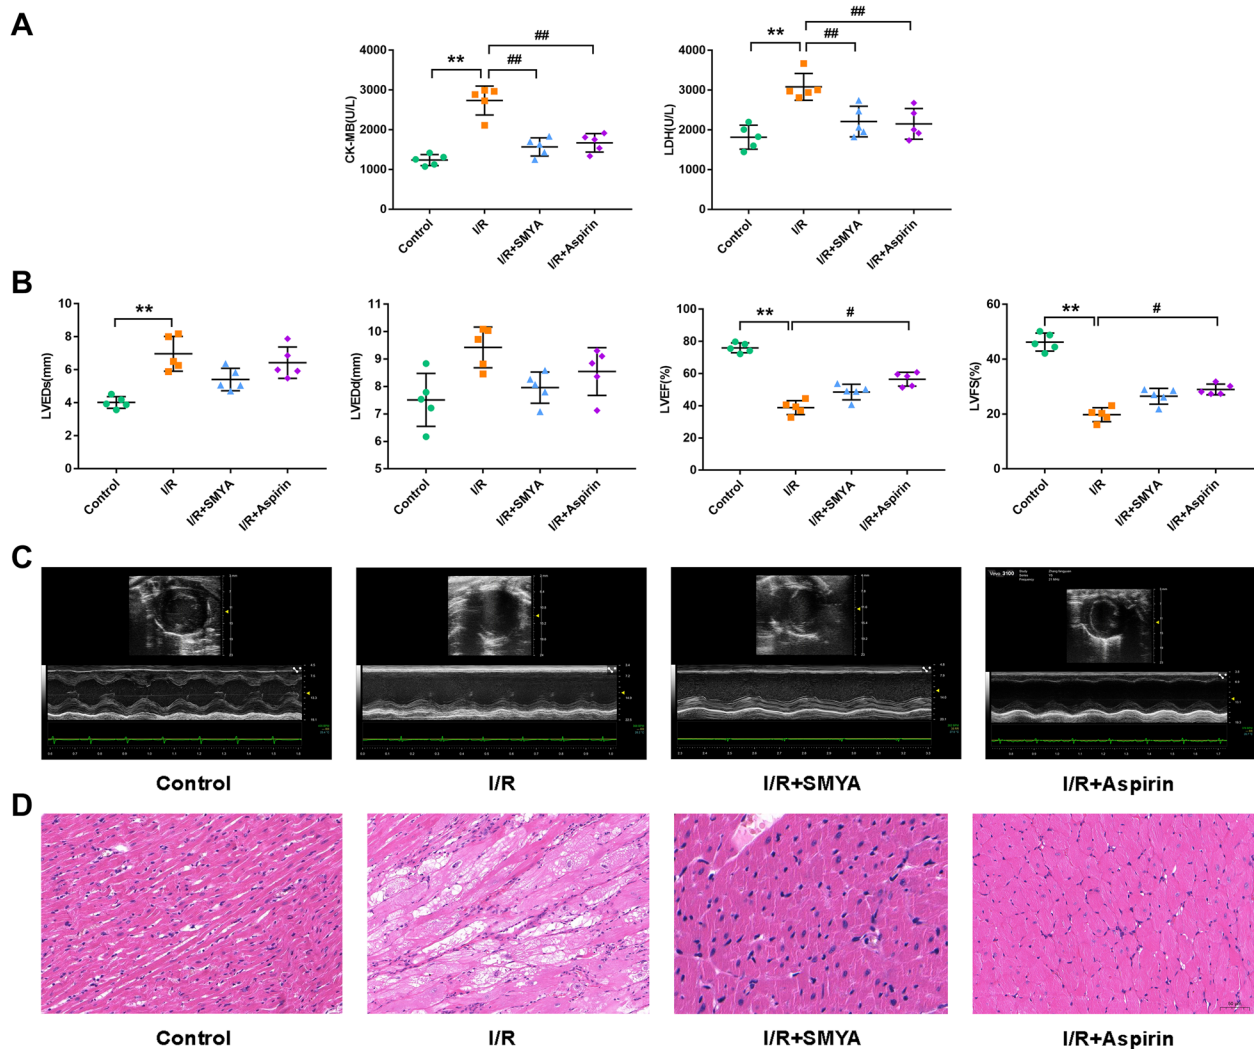 A
CK-MB(U/L)
4000
3000
2000
1000
0
**
##
##
Control
I/R
I/R+SMYA
I/R+Aspirin
LDH(U/L)
4000
3000
2000
1000
0
**
##
##
Control
I/R
I/R+SMYA
I/R+Aspirin
B
LVEDs(mm)
10
8
6
4
2
0
**
Control
I/R
I/R+SMYA
I/R+Aspirin
LVEDd(mm)
11
10
9
8
7
6
5
Control
I/R
I/R+SMYA
I/R+Aspirin
LVEF(%)
100
80
60
40
20
0
**
#
Control
I/R
I/R+SMYA
I/R+Aspirin
LVFS(%)
60
40
20
0
**
#
Control
I/R
I/R+SMYA
I/R+Aspirin
C
Control
I/R
I/R+SMYA
I/R+Aspirin
D
Control
I/R
I/R+SMYA
I/R+Aspirin